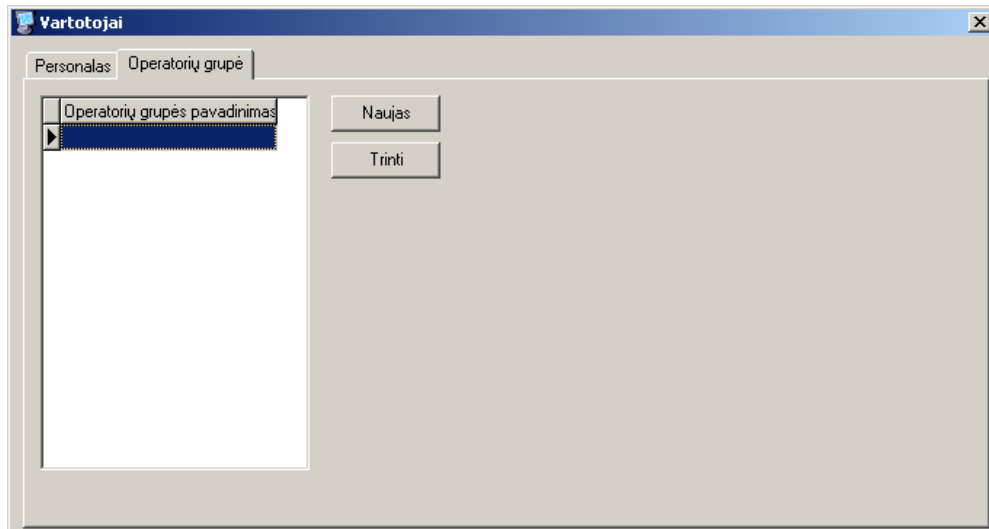 Vartotojai
Personalas
Operatorių grupė
Operatorių grupės pavadinimas
Naujas
Trinti